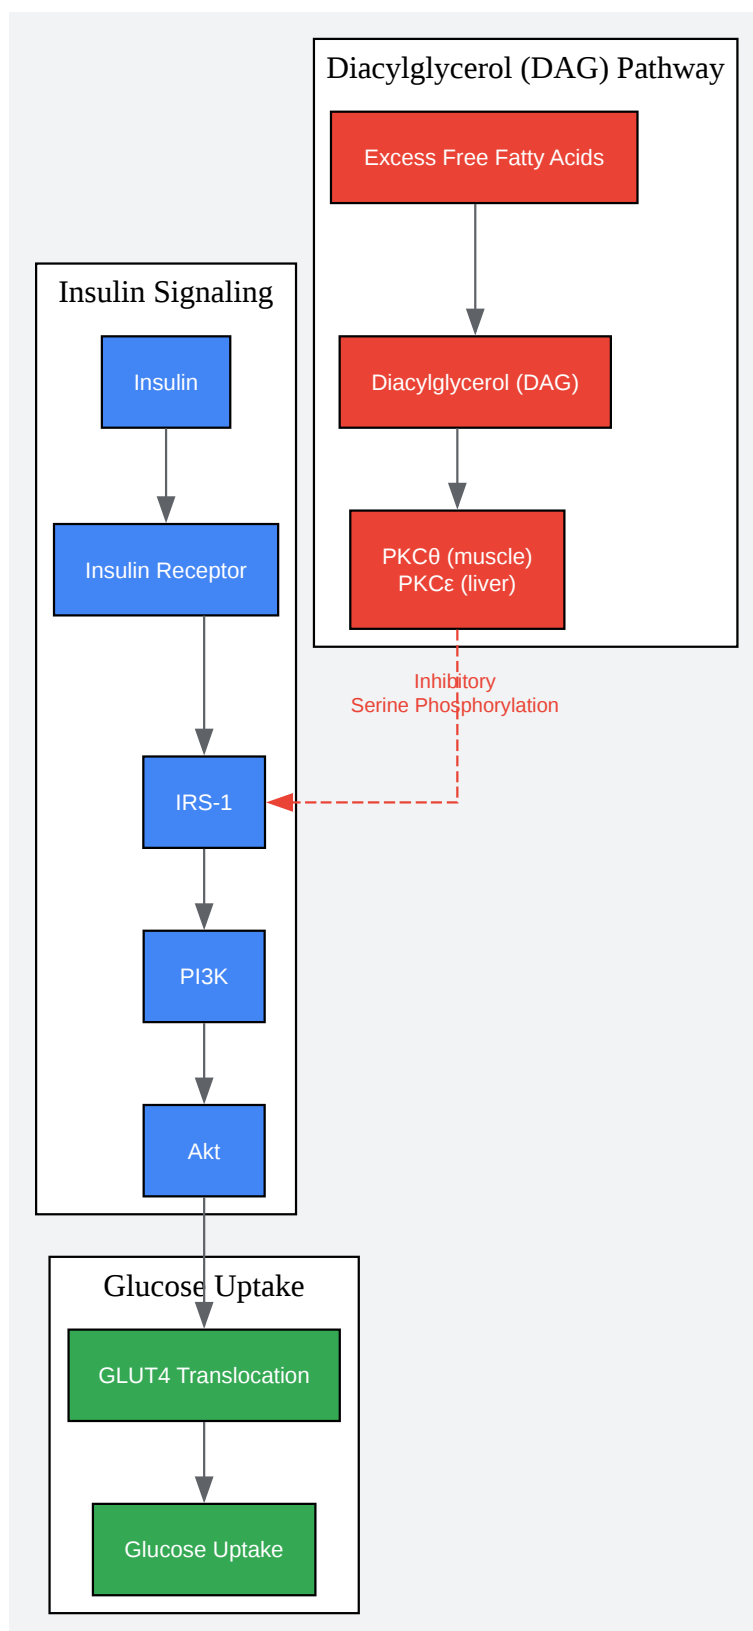 Diacylglycerol (DAG) Pathway
Excess Free Fatty Acids
Insulin Signaling
Insulin
Diacylglycerol (DAG)
Insulin Receptor
PKCθ (muscle)
PKCε (liver)
Inhibitory
Serine Phosphorylation
IRS-1
PI3K
Akt
Glucose Uptake
GLUT4 Translocation
Glucose Uptake